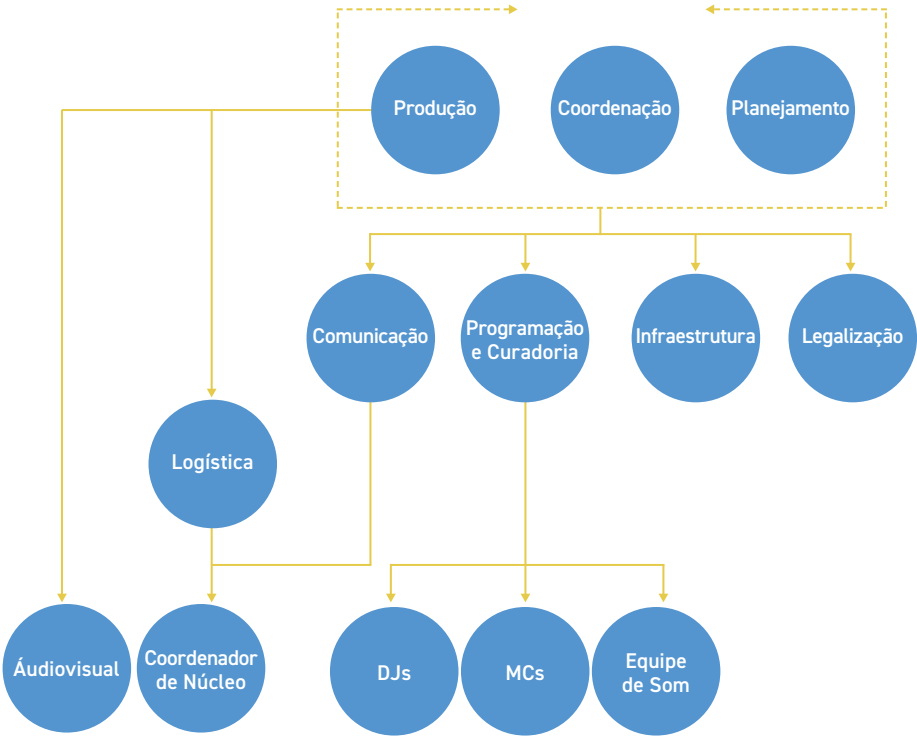 Produção
Coordenação
Planejamento
Comunicação
Programação
e Curadoria
Infraestrutura
Legalização
Logística
Áudiovisual
Coordenador
de Núcleo
DJs
MCs
Equipe
de Som